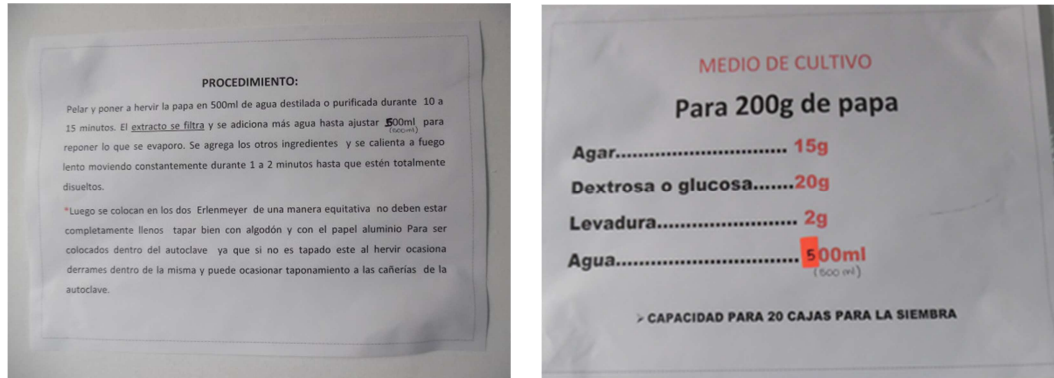 PROCEDIMIENTO:
Pelar y poner a hervir la papa en 500ml de agua destilada o purificada durante 10 a
15 minutos. El extracto se filtra y se adiciona más agua hasta ajustar 500ml para
(500ml)
reponer lo que se evaporo. Se agrega los otros ingredientes y se calienta a fuego
lento moviendo constantemente durante 1 a 2 minutos hasta que estén totalmente
disueltos.
*Luego se colocan en los dos Erlenmeyer de una manera equitativa no deben estar
completamente llenos tapar bien con algodón y con el papel aluminio Para ser
colocados dentro del autoclave ya que si no es tapado este al hervir ocasiona
derrames dentro de la misma y puede ocasionar taponamiento a las cañerías de la
autoclave.
MEDIO DE CULTIVO
Para 200g de papa
Agar............................... 15g
Dextrosa o glucosa.......20g
Levadura........................ 2g
Agua............................... 500ml
(500 ml)
➢ CAPACIDAD PARA 20 CAJAS PARA LA SIEMBRA